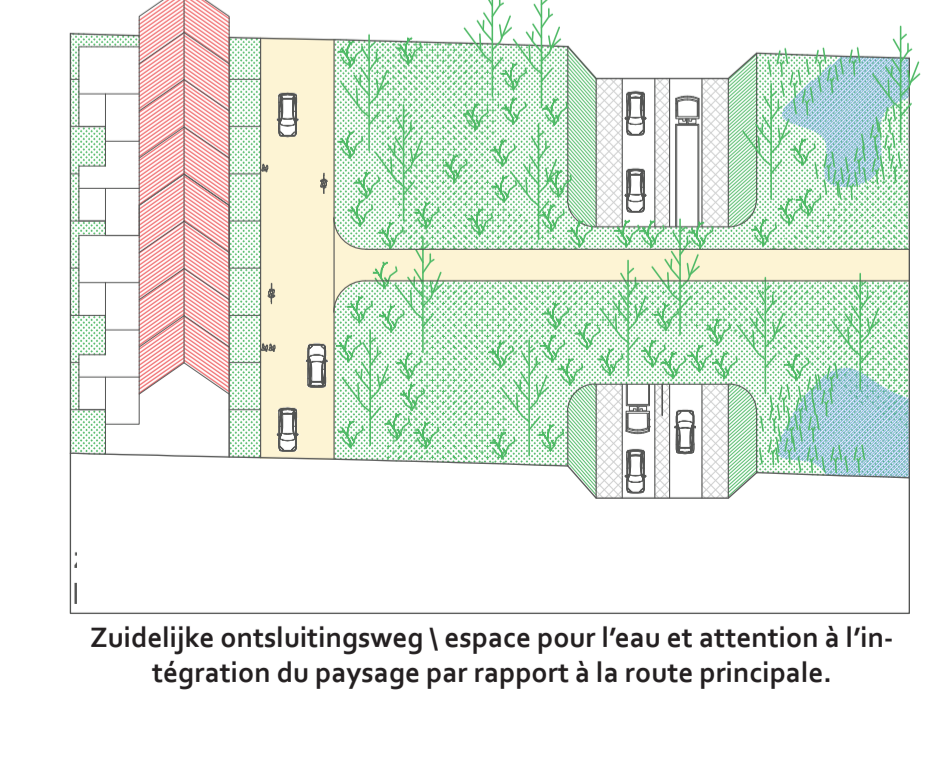 Zuidelijke ontsluitingsweg \ espace pour l'eau et attention à l'in-
tégration du paysage par rapport à la route principale.